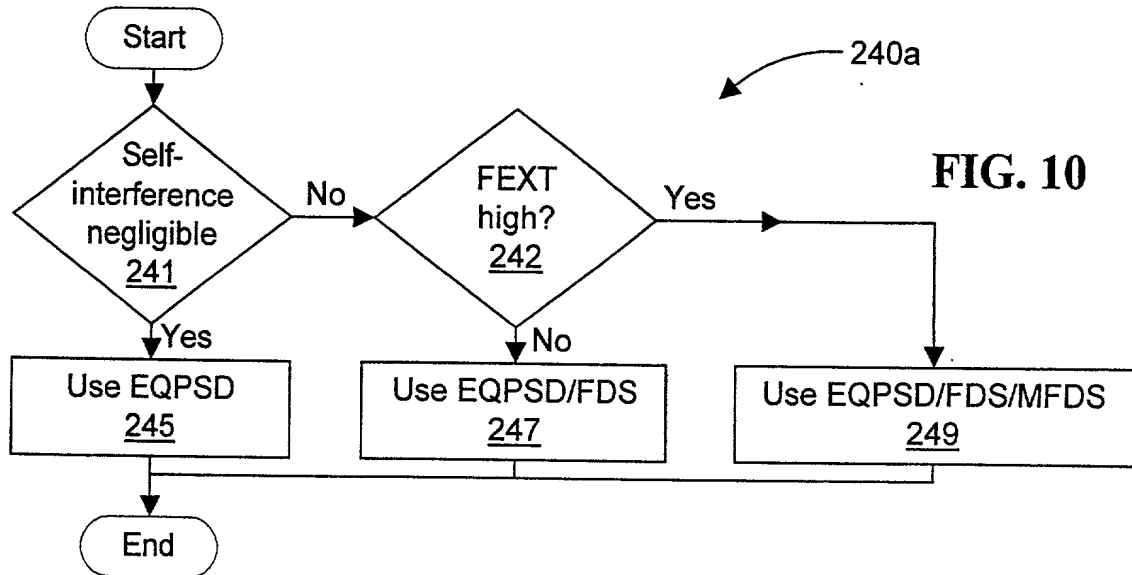 Start
240a
FIG. 10
Self-
interference
negligible
241
No
FEXT
high?
242
Yes
Yes
No
Use EQPSD
245
Use EQPSD/FDS
247
Use EQPSD/FDS/MFDS
249
End